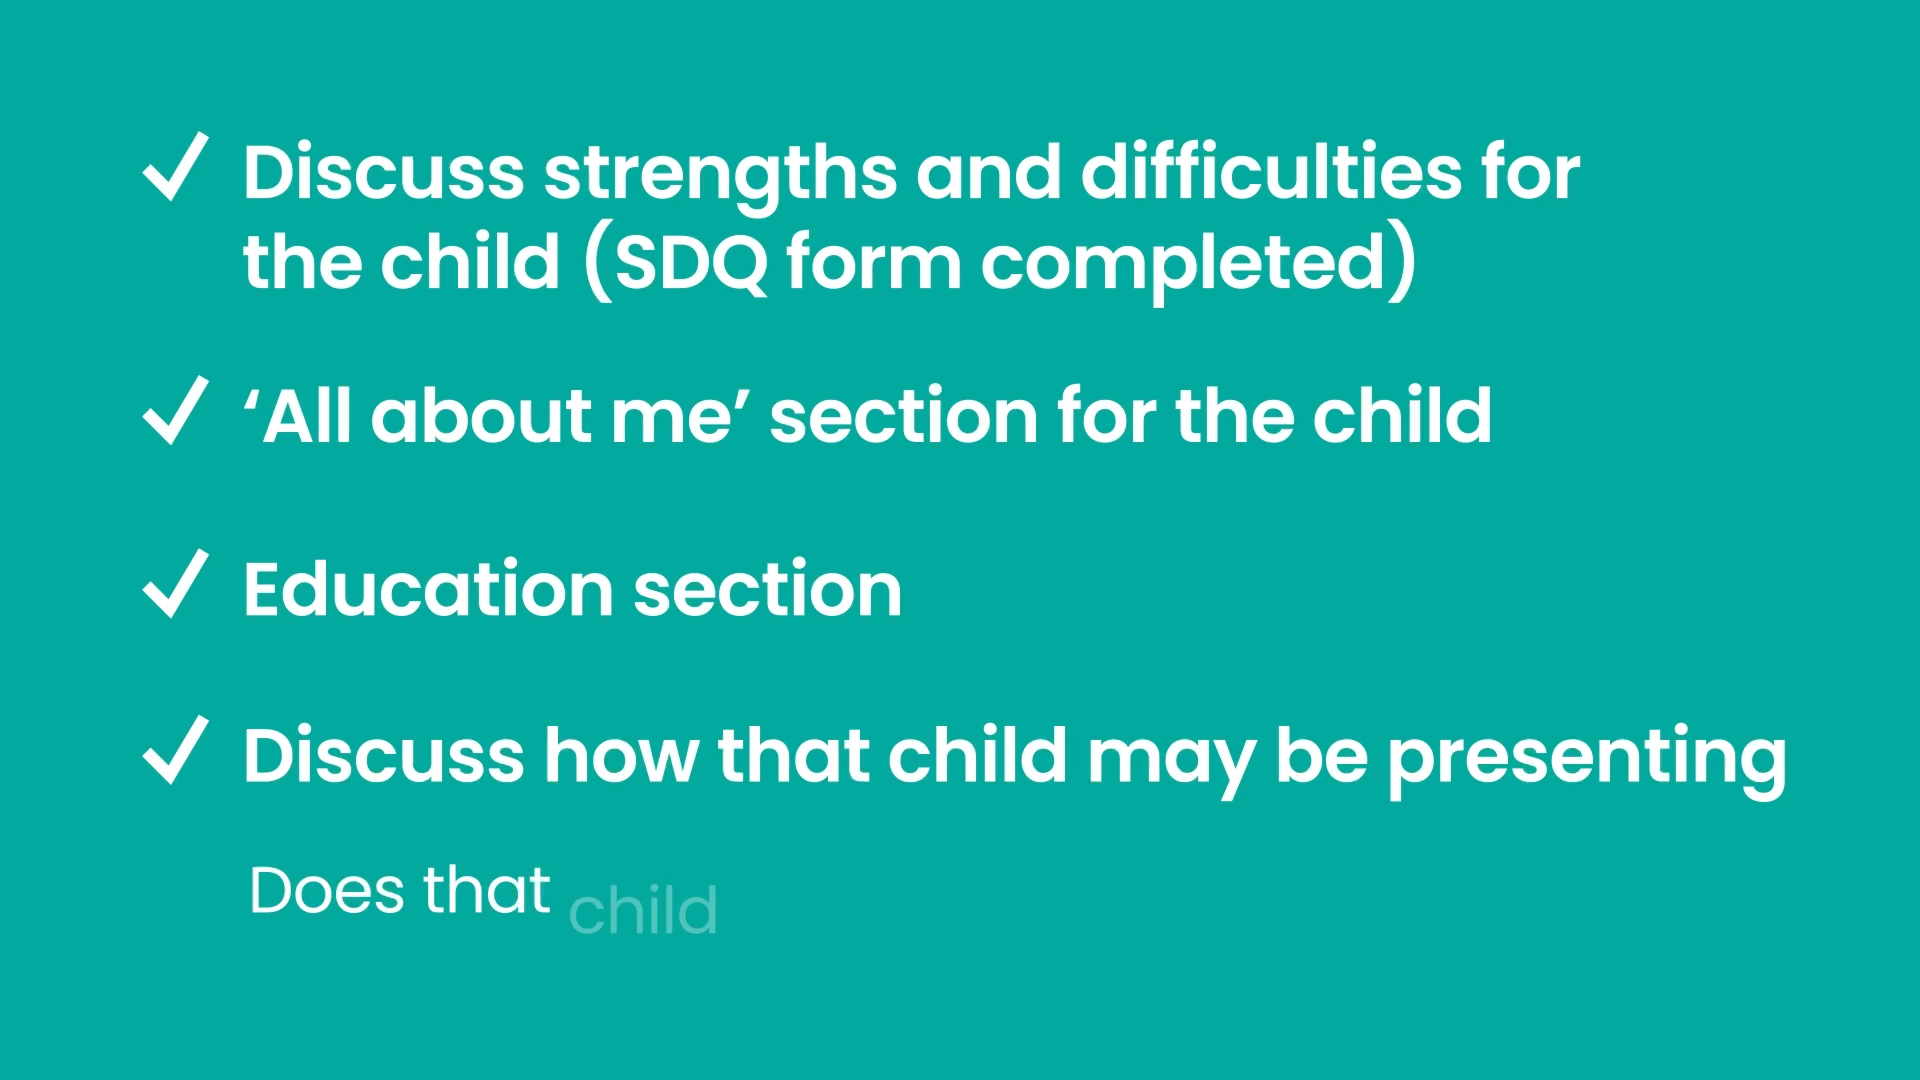 Discuss strengths and difficulties for
the child (SDQ form completed)
‘All about me’ section for the child
Education section
Discuss how that child may be presenting
Does that child